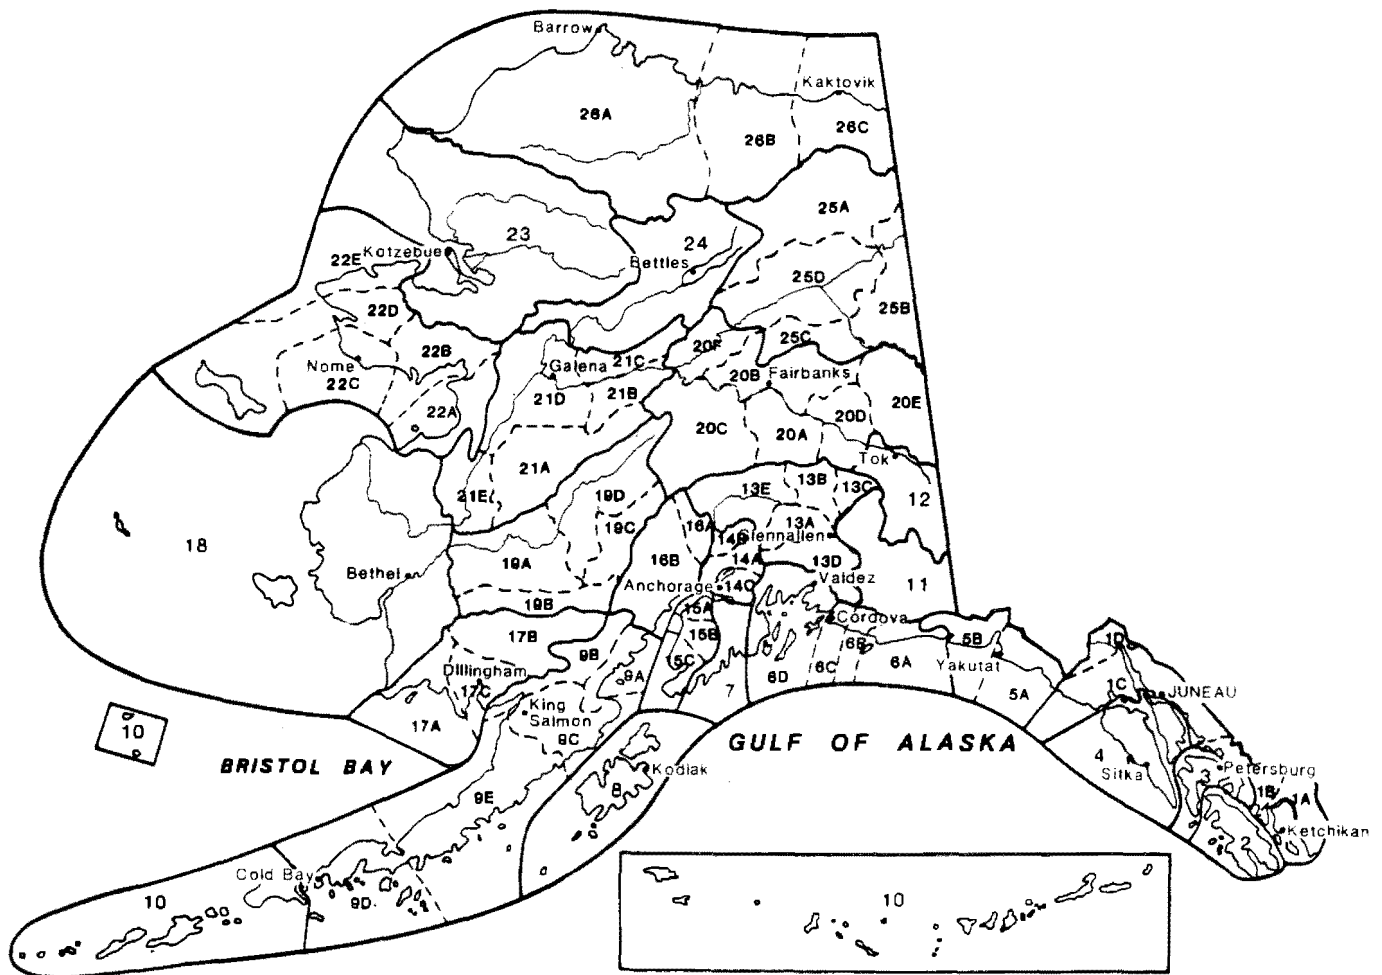 Barrow
Kaktovik
26A
26B
26C
25A
23
24
Kotzebue
22E
Bettles
25D
22D
25B
25C
20F
22B
Nome
22C
Galena
21C
20B
Fairbanks
21D
21B
22A
20D
20E
20C
20A
Tok
21A
13B
13E
13C
12
21E
19D
16A
19C
13A
14B
Glennallen
18
16B
14A
13D
19A
Bethel
Anchorage
14C
Valdez
11
19B
15A
Cordova
17B
15B
6B
5B
1D
9B
15C
6A
Yakutat
Dillingham
9A
6D
6C
17C
7
5A
1C
JUNEAU
King
Salmon
17A
9C
10
GULF OF ALASKA
4
BRISTOL BAY
Kodiak
Sitka
3
Petersburg
8
9E
1B
1A
Ketchikan
2
Cold Bay
10
9D
10